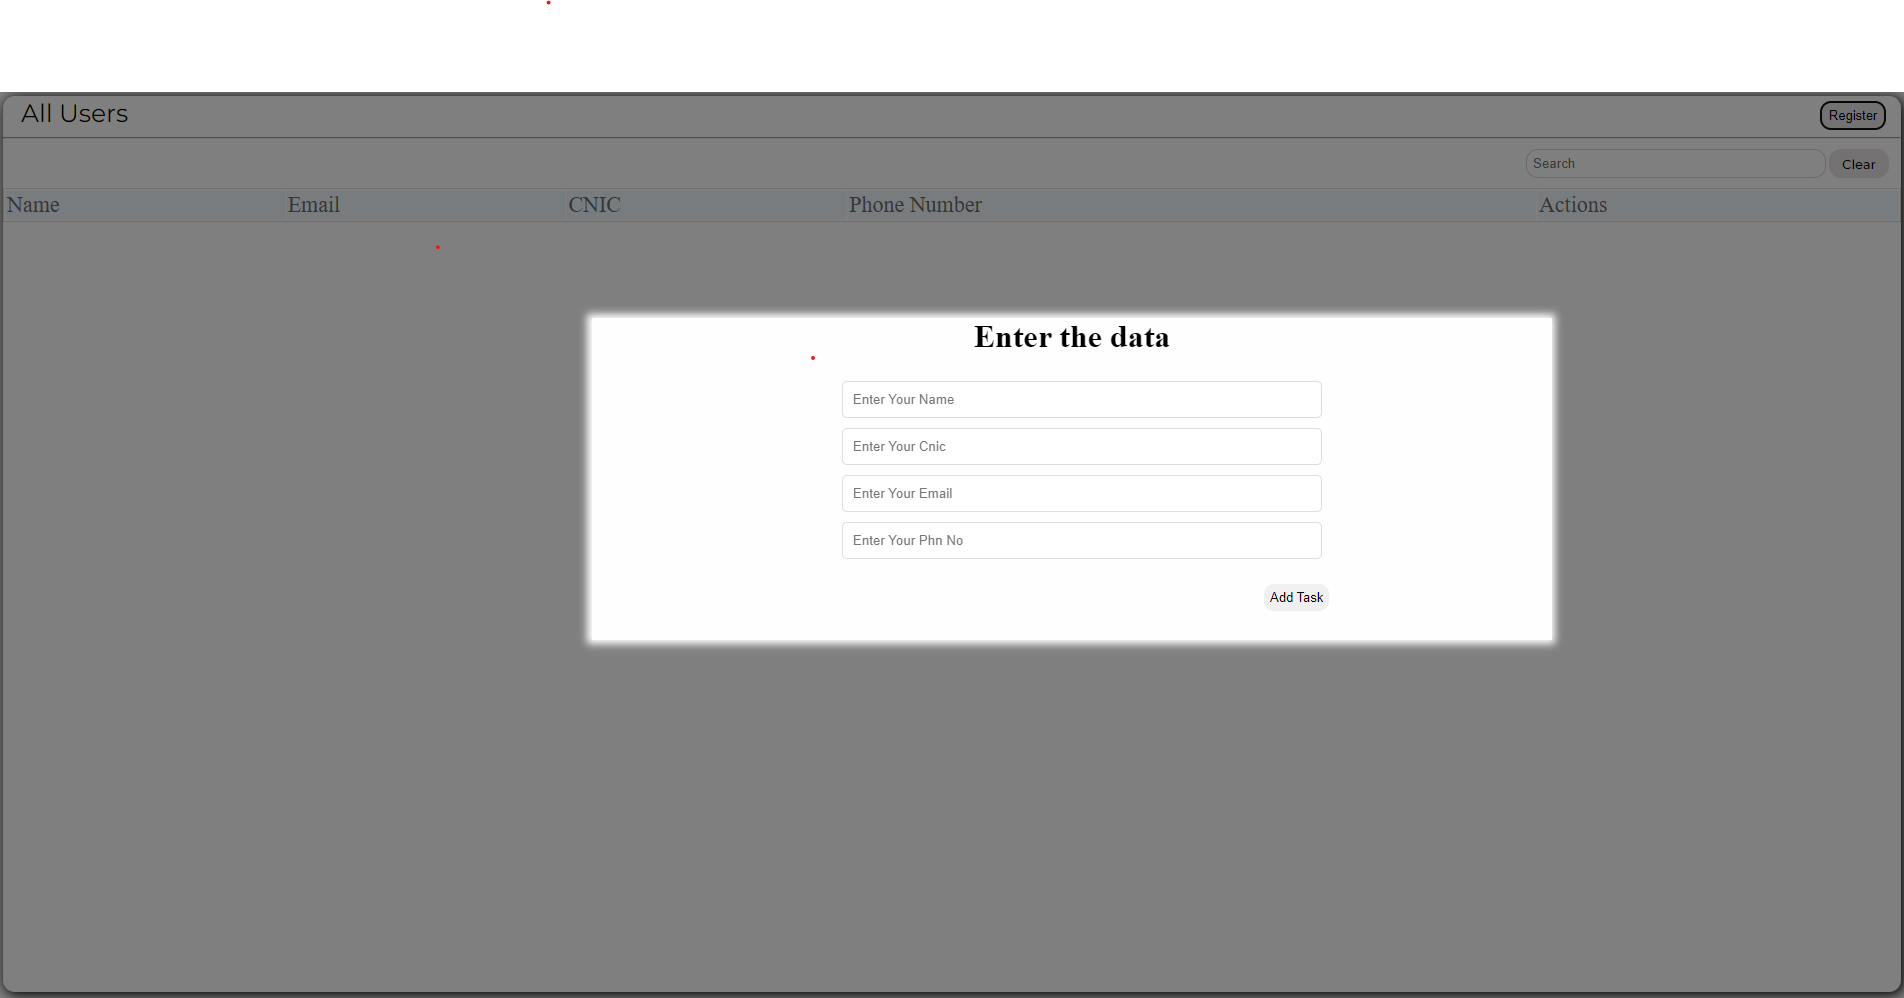 All Users
Register
Search
Clear
Name Email CNIC Phone Number Actions
Enter the data
Enter Your Name
Enter Your Cnic
Enter Your Email
Enter Your Phn No
Add Task